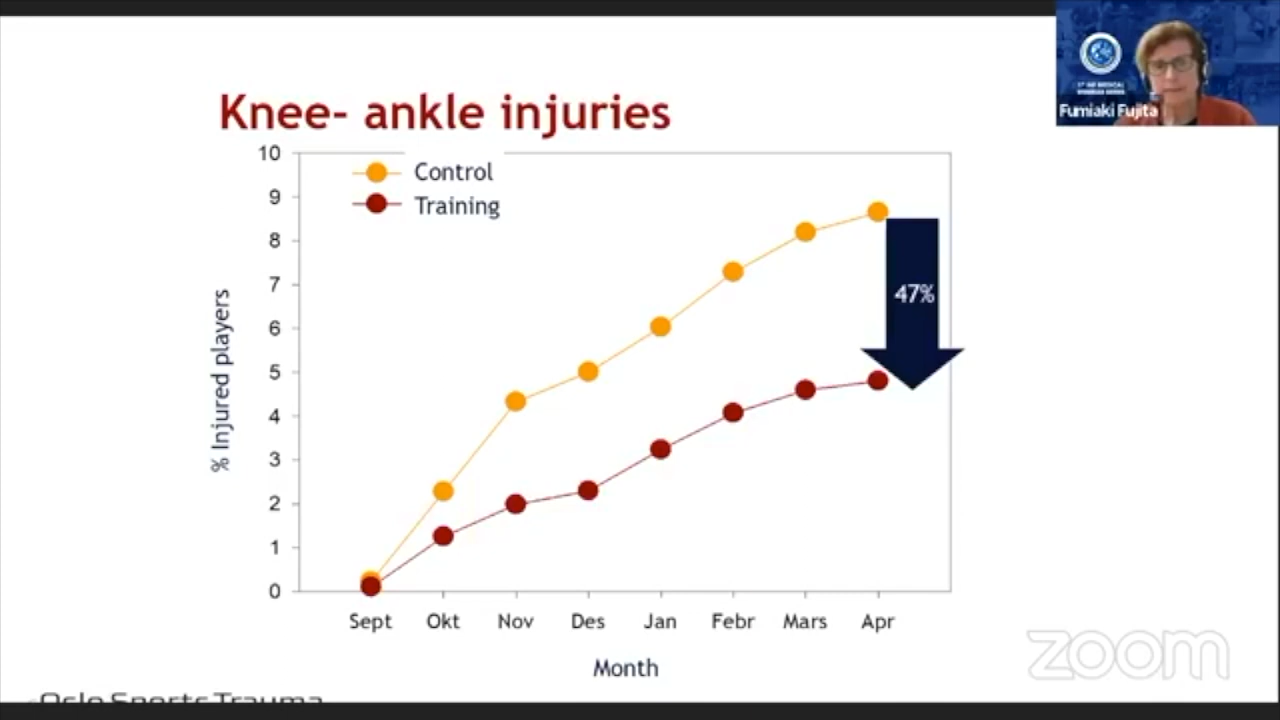 Knee- ankle injuries
Control
Training
10
9
8
7
6
5
4
3
2
1
0
% Injured players
47%
Sept Okt Nov Des Jan Febr Mars Apr
Month
Fumiaki Fujita
zoom
Oslo Sports Trauma